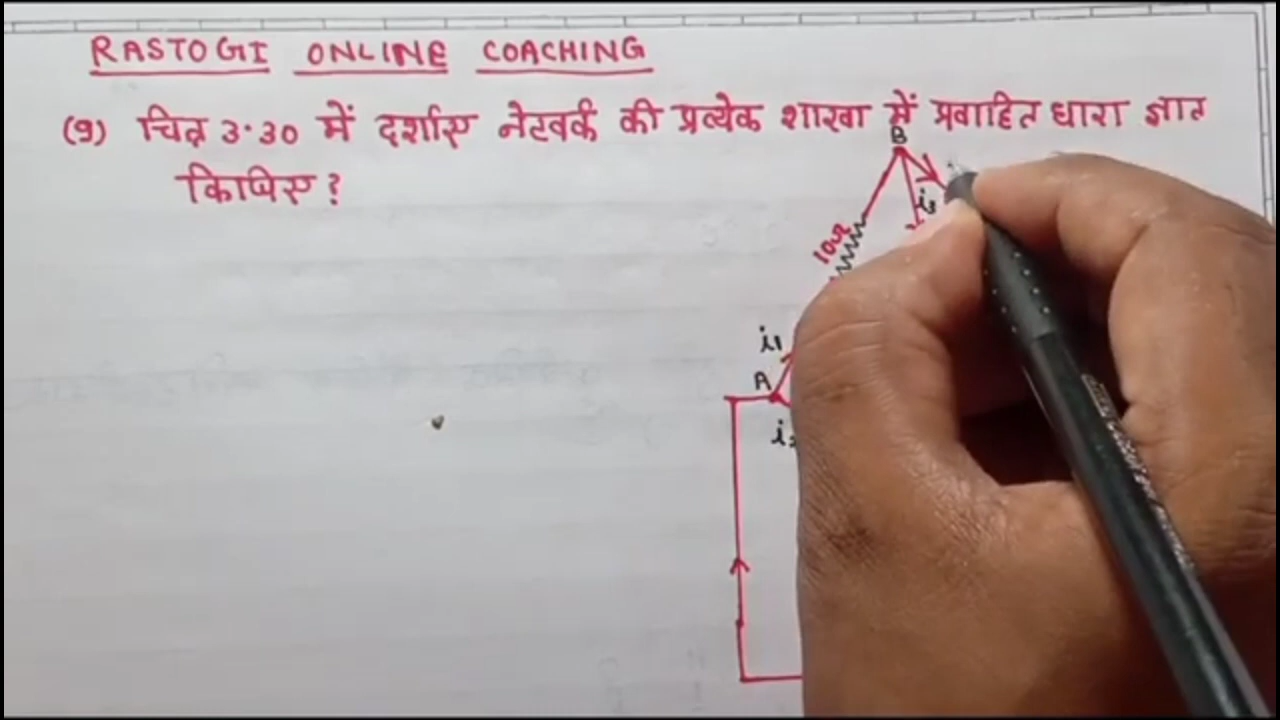 RASTOGI ONLINE COACHING
(9) चित्र 3.30 में दर्शाए नेटवर्क की प्रत्येक शाखा में प्रवाहित धारा ज्ञात
किजिए ?
B
i3
10Ω
i1
A